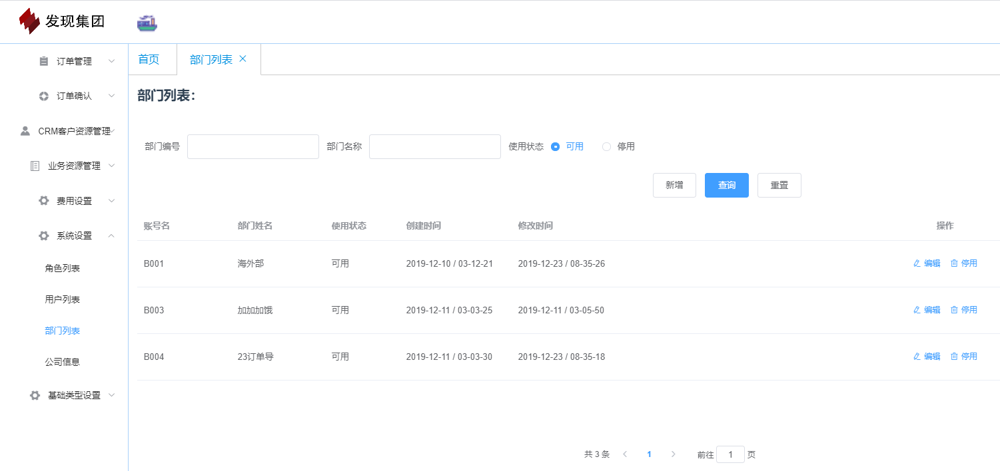 发现集团
首页
部门列表
订单管理
订单确认
CRM客户资源管理
业务资源管理
费用设置
系统设置
角色列表
用户列表
部门列表
公司信息
基础类型设置
部门列表:
部门编号 部门名称 使用状态 可用 停用
新增 查询 重置
账号名 部门姓名 使用状态 创建时间 修改时间 操作
B001 海外部 可用 2019-12-10 / 03-12-21 2019-12-23 / 08-35-26 编辑 停用
B003 加加加饿 可用 2019-12-11 / 03-03-25 2019-12-11 / 03-05-50 编辑 停用
B004 23订单导 可用 2019-12-11 / 03-03-30 2019-12-23 / 08-35-18 编辑 停用
共 3 条 1 前往 1 页